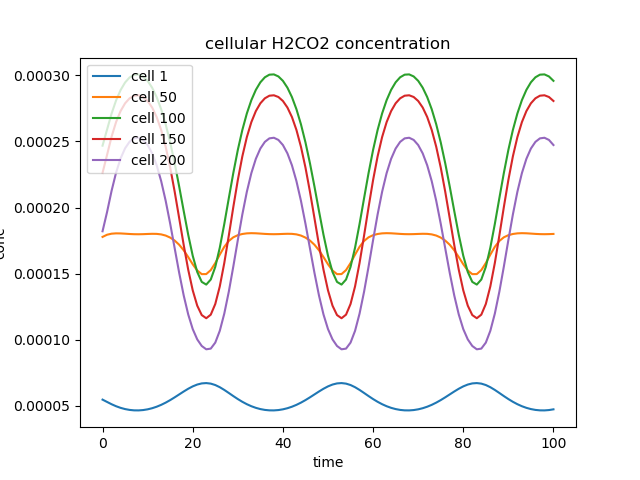 cellular H2CO2 concentration
0.00030
0.00025
0.00020
0.00015
0.00010
0.00005
conc
0 20 40 60 80 100
time
cell 1
cell 50
cell 100
cell 150
cell 200